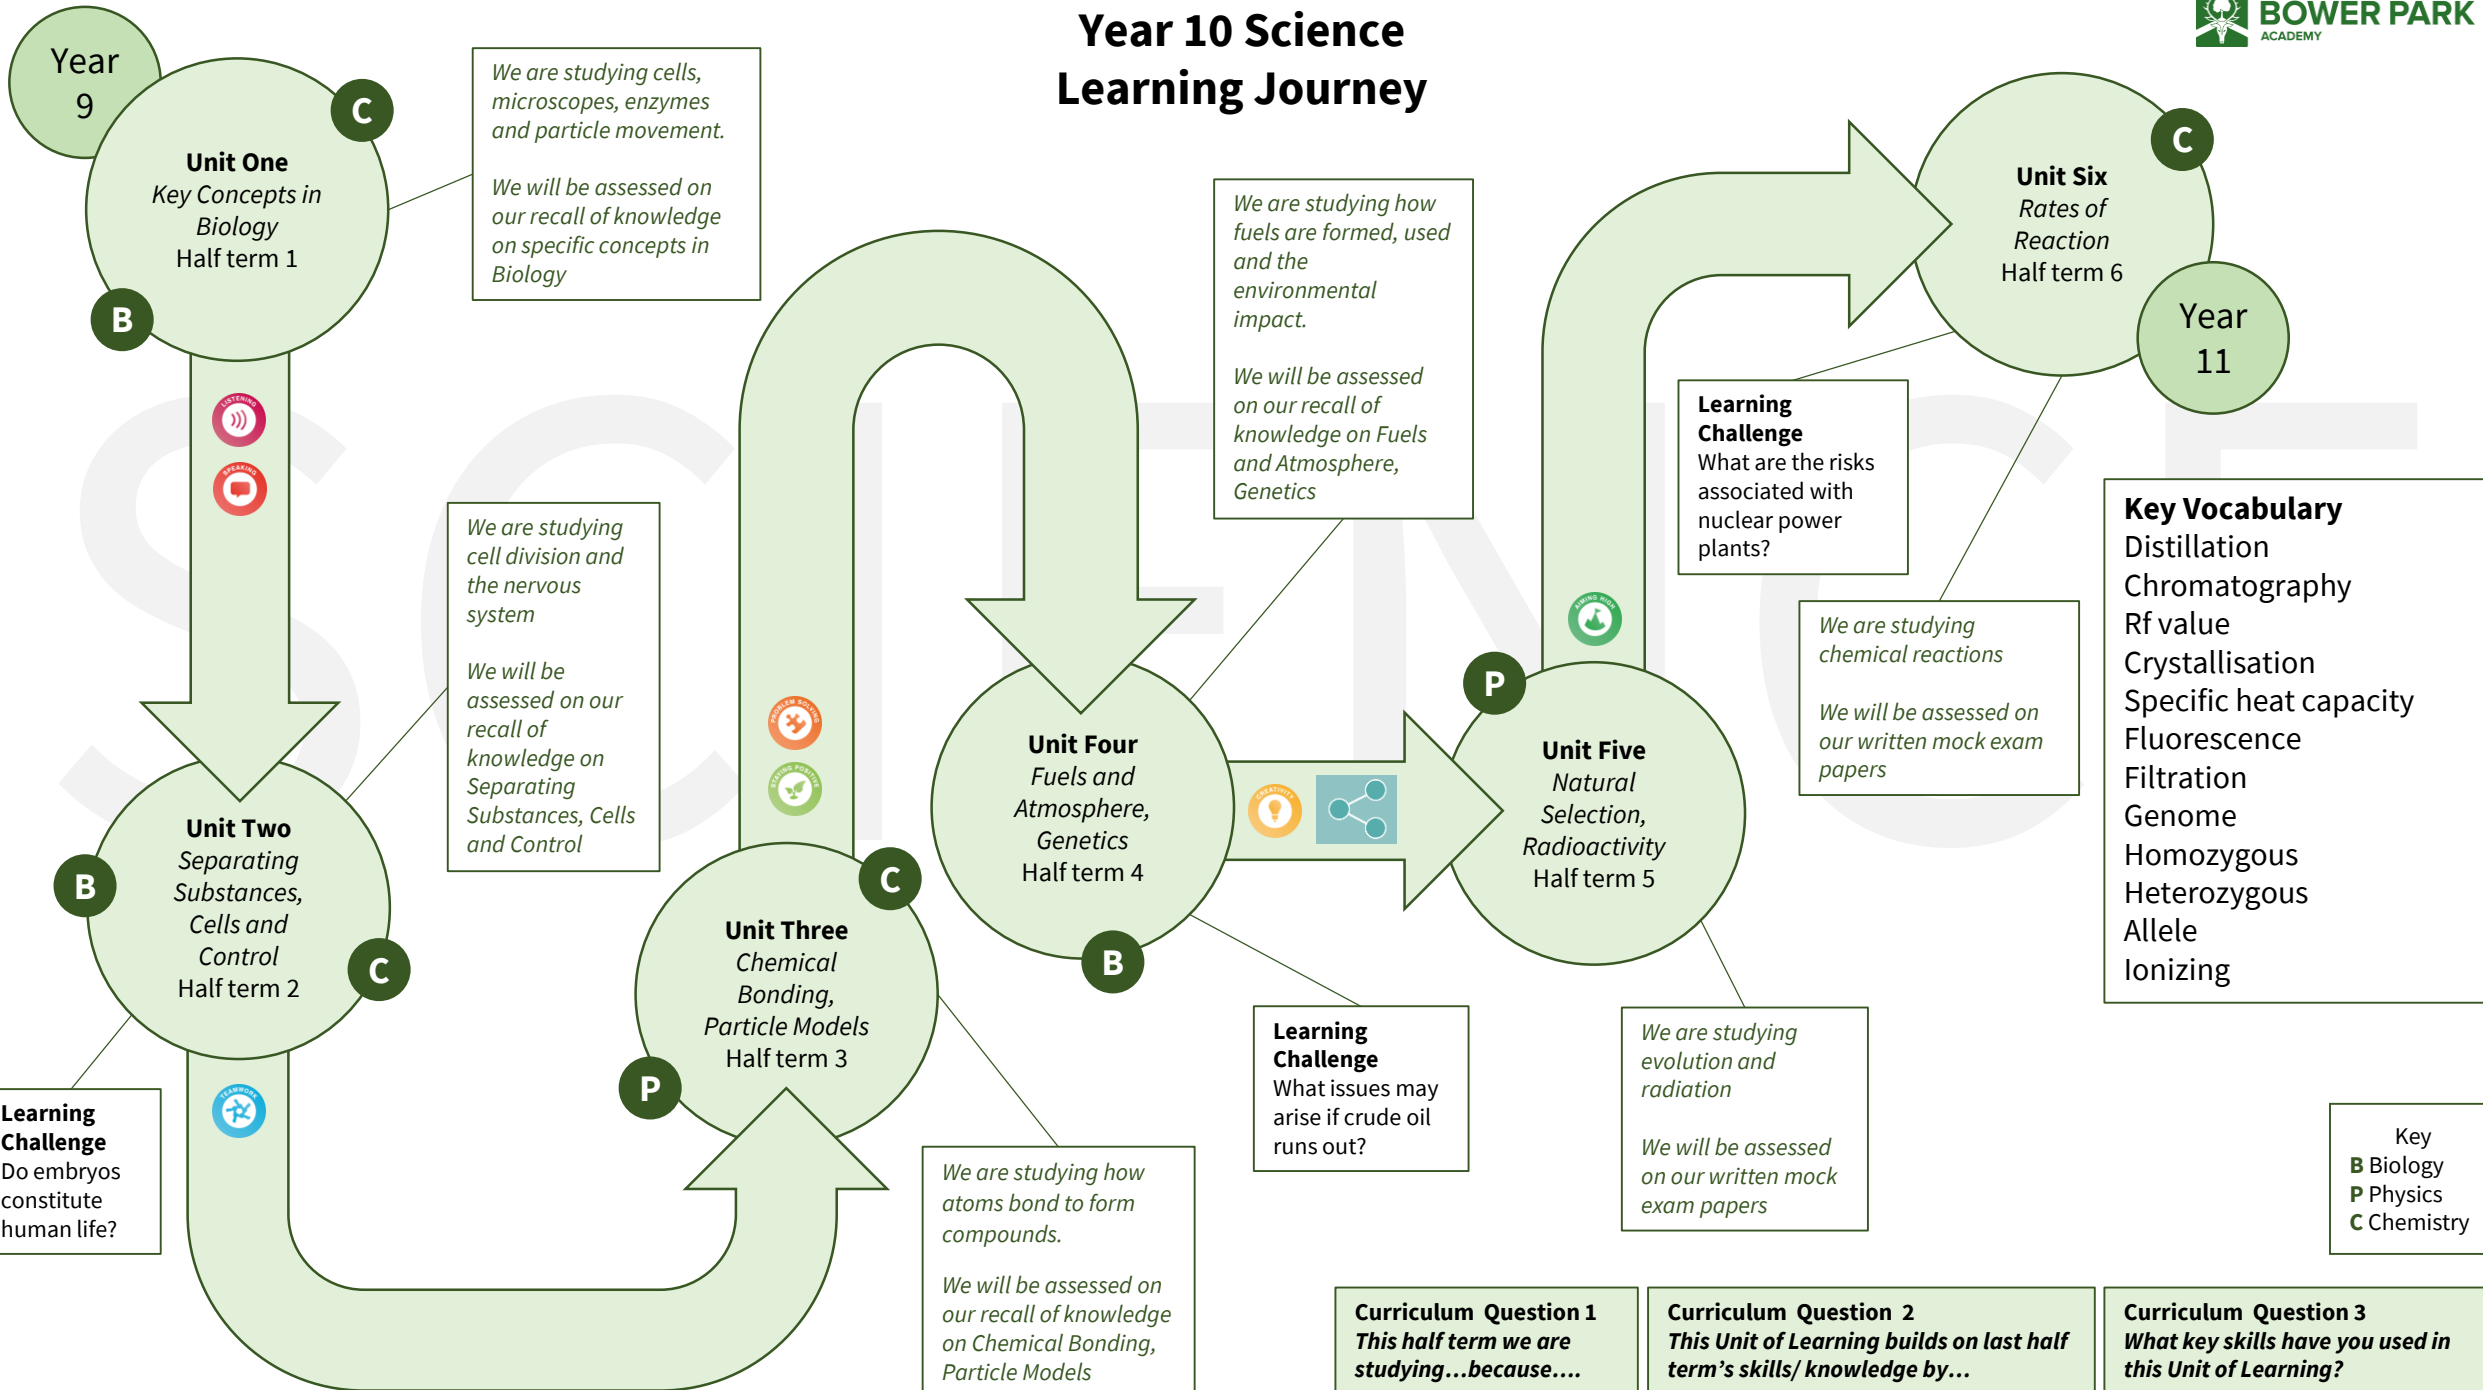 Year 10 Science
Learning Journey
BOWER PARK
ACADEMY
Year
9
C
Unit One
Key Concepts in
Biology
Half term 1
B
We are studying cells,
microscopes, enzymes
and particle movement.
We will be assessed on
our recall of knowledge
on specific concepts in
Biology
LISTENING
SPEAKING
SCIENCE
Unit Two
Separating
Substances,
Cells and
Control
Half term 2
B
C
We are studying
cell division and
the nervous
system
We will be
assessed on our
recall of
knowledge on
Separating
Substances, Cells
and Control
Learning
Challenge
Do embryos
constitute
human life?
TEAMWORK
Unit Three
Chemical
Bonding,
Particle Models
Half term 3
C
P
We are studying how
atoms bond to form
compounds.
We will be assessed on
our recall of knowledge
on Chemical Bonding,
Particle Models
PROBLEM SOLVING
STAYING POSITIVE
Unit Four
Fuels and
Atmosphere,
Genetics
Half term 4
B
We are studying how
fuels are formed, used
and the
environmental
impact.
We will be assessed
on our recall of
knowledge on Fuels
and Atmosphere,
Genetics
Learning
Challenge
What issues may
arise if crude oil
runs out?
CREATIVITY
P
Unit Five
Natural
Selection,
Radioactivity
Half term 5
We are studying
evolution and
radiation
We will be assessed
on our written mock
exam papers
AIMING HIGH
C
Unit Six
Rates of
Reaction
Half term 6
Year
11
Learning
Challenge
What are the risks
associated with
nuclear power
plants?
We are studying
chemical reactions
We will be assessed on
our written mock exam
papers
Key Vocabulary
Distillation
Chromatography
Rf value
Crystallisation
Specific heat capacity
Fluorescence
Filtration
Genome
Homozygous
Heterozygous
Allele
Ionizing
Key
B Biology
P Physics
C Chemistry
Curriculum Question 1
This half term we are
studying...because....
Curriculum Question 2
This Unit of Learning builds on last half
term's skills/ knowledge by...
Curriculum Question 3
What key skills have you used in
this Unit of Learning?